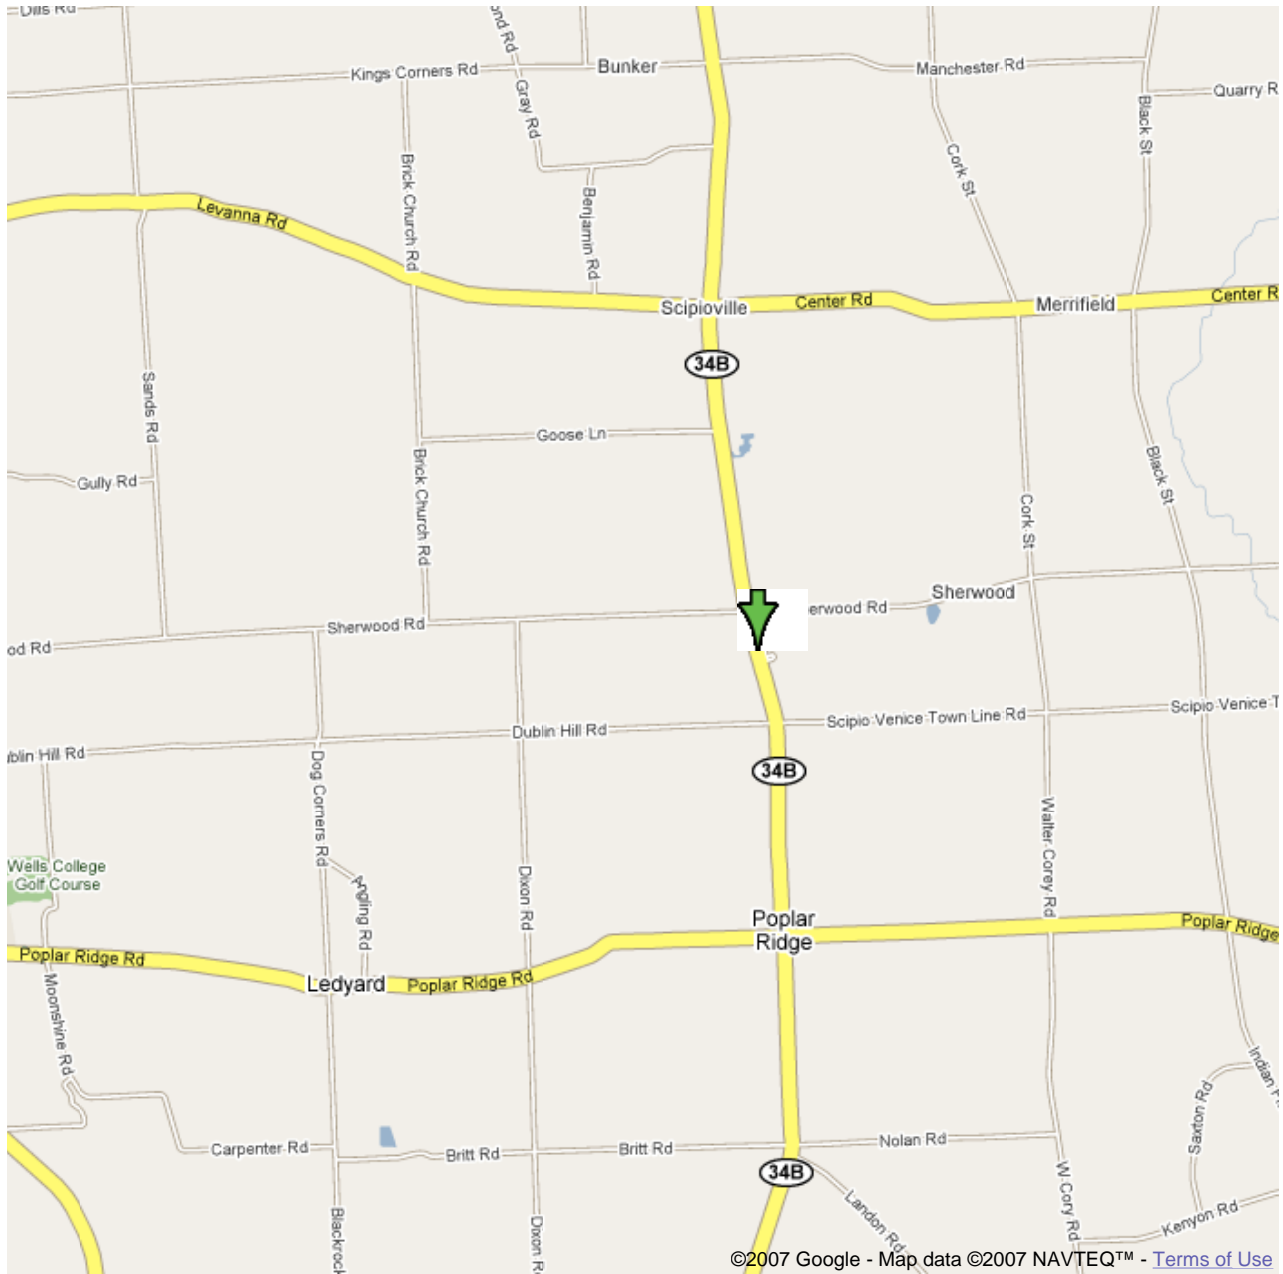 Dills Rd
ond Rd
Kings Corners Rd
Bunker
Manchester Rd
Quarry R
Gray Rd
Black St
Cork St
Brick Church Rd
Benjamin Rd
Levanna Rd
Scipioville
Center Rd
Merrifield
Center R
34B
Sands Rd
Goose Ln
Gully Rd
Brick Church Rd
Black St
Cork St
Sherwood
erwood Rd
Sherwood Rd
od Rd
Scipio Venice T
Scipio Venice Town Line Rd
Dublin Hill Rd
ublin Hill Rd
34B
Dog Corners Rd
Walter Corey Rd
Wells College
Golf Course
Angling Rd
Dixon Rd
Poplar
Ridge
Poplar Ridge
Poplar Ridge Rd
Ledyard
Poplar Ridge Rd
Moonshine Rd
Indian F
Saxton Rd
Carpenter Rd
Britt Rd
Britt Rd
Nolan Rd
34B
W Cory Rd
Landon Rd
Kenyon Rd
Blackrock
Dixon R
©2007 Google - Map data ©2007 NAVTEQ™ - Terms of Use